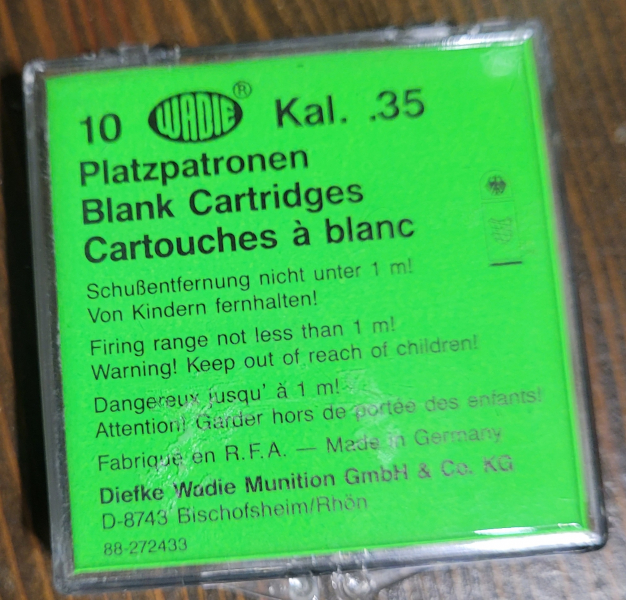 10 WADIE ® Kal. .35
Platzpatronen
Blank Cartridges
Cartouches à blanc
Schußentfernung nicht unter 1 m!
Von Kindern fernhalten!
Firing range not less than 1 m!
Warning! Keep out of reach of children!
Dangereux jusqu' à 1 m!
Attention! Garder hors de portée des enfants!
Fabriqué en R.F.A. — Made in Germany
Diefke Wadie Munition GmbH & Co. KG
D-8743 Bischofsheim/Rhön
88-272433